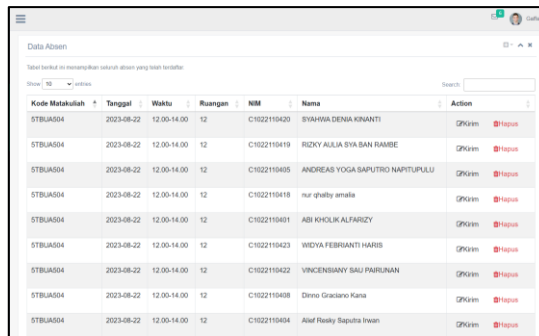 Data Absen
Tabel berikut ini menampilkan seluruh absen yang telah terdaftar.
Show 10 entries Search:
Kode Matakuliah Tanggal Waktu Ruangan NIM Nama Action
5TBUA504 2023-08-22 12.00-14.00 12 C1022110420 SYAHWA DENIA KINANTI Kirim Hapus
5TBUA504 2023-08-22 12.00-14.00 12 C1022110419 RIZKY AULIA SYA BAN RAMBE Kirim Hapus
5TBUA504 2023-08-22 12.00-14.00 12 C1022110405 ANDREAS YOGA SAPUTRO NAPITUPULU Kirim Hapus
5TBUA504 2023-08-22 12.00-14.00 12 C1022110418 nur qhalby amalia Kirim Hapus
5TBUA504 2023-08-22 12.00-14.00 12 C1022110401 ABI KHOLIK ALFARIZY Kirim Hapus
5TBUA504 2023-08-22 12.00-14.00 12 C1022110423 WIDYA FEBRIANTI HARIS Kirim Hapus
5TBUA504 2023-08-22 12.00-14.00 12 C1022110422 VINCENSIANY SAU PAIRUNAN Kirim Hapus
5TBUA504 2023-08-22 12.00-14.00 12 C1022110408 Dinno Graciano Kana Kirim Hapus
5TBUA504 2023-08-22 12.00-14.00 12 C1022110404 Alief Resky Saputra Irwan Kirim Hapus